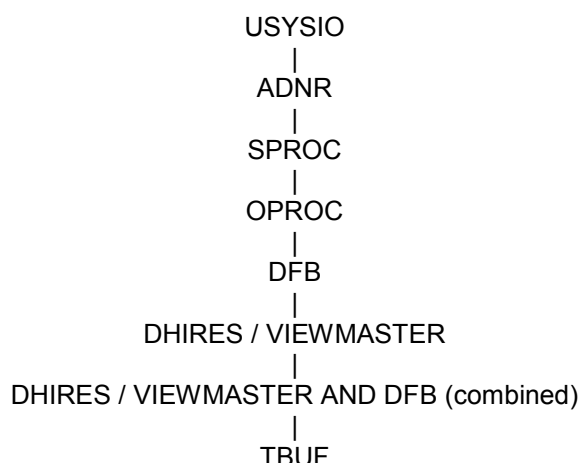 USYSIO
|
ADNR
|
SPROC
|
OPROC
|
DFB
|
DHIRES / VIEWMASTER
|
DHIRES / VIEWMASTER AND DFB (combined)
|
TBUF